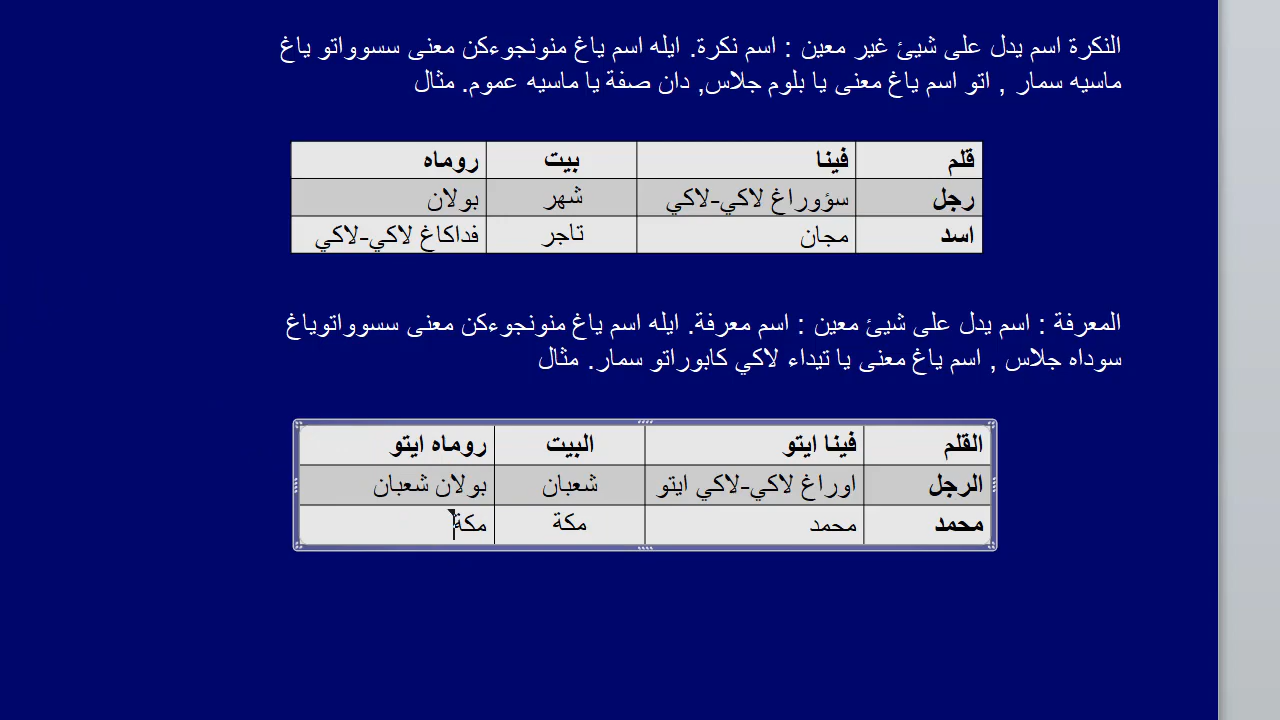 النكرة اسم يدل على شيئ غير معين : اسم نكرة. ايله اسم ياغ منونجوءكن معنى سسوواتو ياغ
ماسيه سمار , اتو اسم ياغ معنى يا بلوم جلاس, دان صفة يا ماسيه عموم. مثال
قلم فينا بيت روماه
رجل سؤوراغ لاكي-لاكي شهر بولان
اسد مجان تاجر فداكاغ لاكي-لاكي
المعرفة : اسم يدل على شيئ معين : اسم معرفة. ايله اسم ياغ منونجوءكن معنى سسوواتوياغ
سوداه جلاس , اسم ياغ معنى يا تيداء لاكي كابوراتو سمار. مثال
القلم فينا ايتو البيت روماه ايتو
الرجل اوراغ لاكي-لاكي ايتو شعبان بولان شعبان
محمد محمد مكة مكة